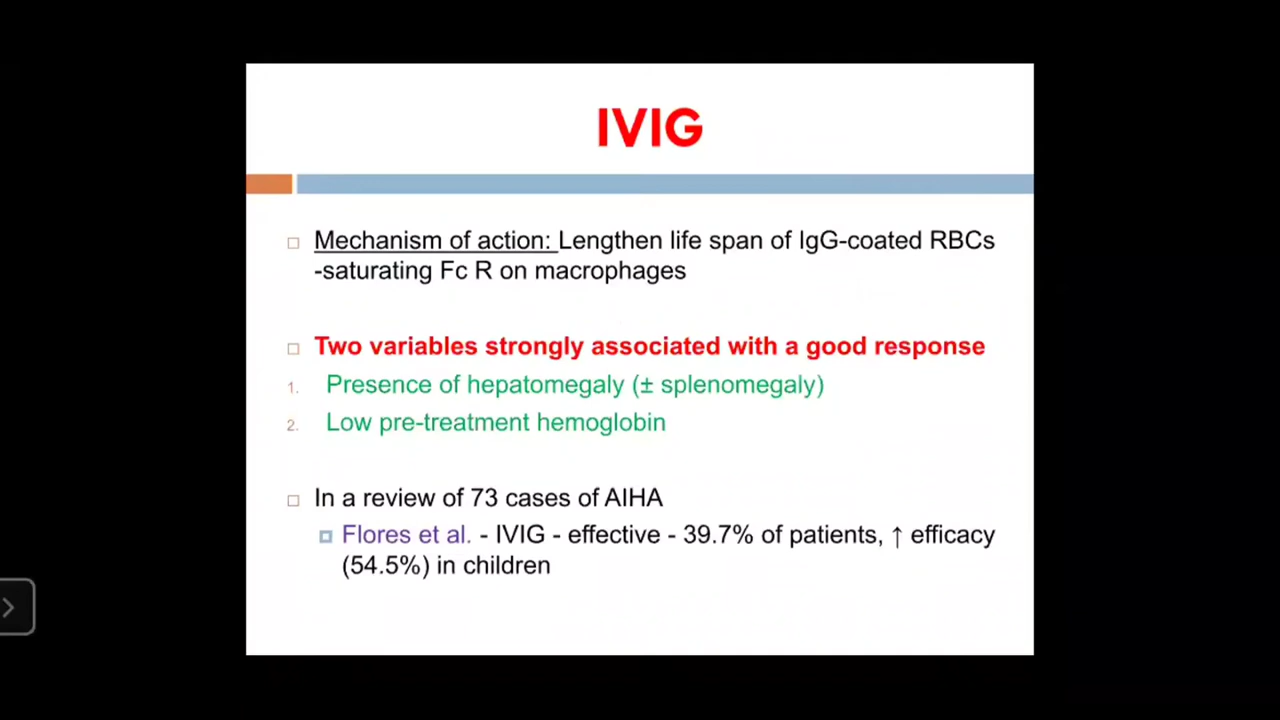 IVIG
Mechanism of action: Lengthen life span of IgG-coated RBCs
-saturating Fc R on macrophages
Two variables strongly associated with a good response
1. Presence of hepatomegaly (± splenomegaly)
2. Low pre-treatment hemoglobin
In a review of 73 cases of AIHA
Flores et al. - IVIG - effective - 39.7% of patients, ↑ efficacy
(54.5%) in children